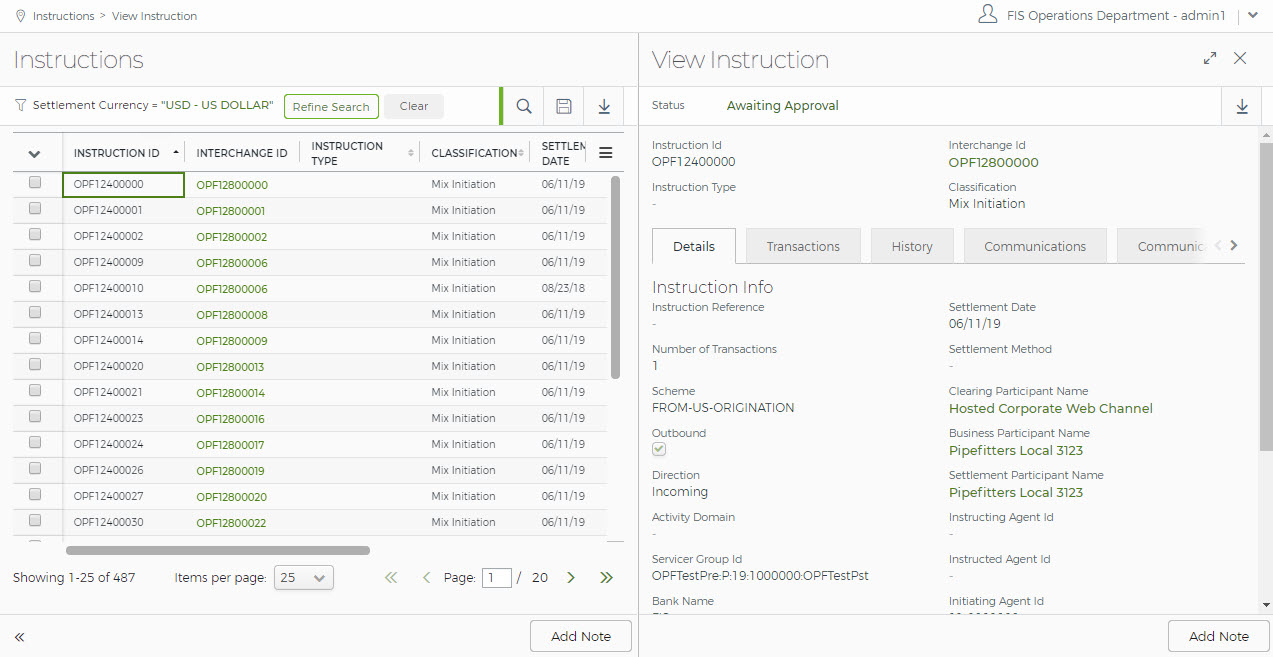 Instructions > View Instruction
FIS Operations Department - admin1
Instructions
Settlement Currency = "USD - US DOLLAR"
Refine Search
Clear
INSTRUCTION ID INTERCHANGE ID INSTRUCTION TYPE CLASSIFICATION SETTLEM DATE
OPF12400000 OPF12800000 Mix Initiation 06/11/19
OPF12400001 OPF12800001 Mix Initiation 06/11/19
OPF12400002 OPF12800002 Mix Initiation 06/11/19
OPF12400009 OPF12800006 Mix Initiation 06/11/19
OPF12400010 OPF12800006 Mix Initiation 08/23/18
OPF12400013 OPF12800008 Mix Initiation 06/11/19
OPF12400014 OPF12800009 Mix Initiation 06/11/19
OPF12400020 OPF12800013 Mix Initiation 06/11/19
OPF12400021 OPF12800014 Mix Initiation 06/11/19
OPF12400023 OPF12800016 Mix Initiation 06/11/19
OPF12400024 OPF12800017 Mix Initiation 06/11/19
OPF12400026 OPF12800019 Mix Initiation 06/11/19
OPF12400027 OPF12800020 Mix Initiation 06/11/19
OPF12400030 OPF12800022 Mix Initiation 06/11/19
Showing 1-25 of 487 Items per page: 25 Page: 1 / 20
Add Note
View Instruction
Status Awaiting Approval
Instruction Id Interchange Id
OPF12400000 OPF12800000
Instruction Type Classification
- Mix Initiation
Details Transactions History Communications Communic
Instruction Info
Instruction Reference Settlement Date
- 06/11/19
Number of Transactions Settlement Method
1 -
Scheme Clearing Participant Name
FROM-US-ORIGINATION Hosted Corporate Web Channel
Outbound Business Participant Name
Pipefitters Local 3123
Direction Settlement Participant Name
Incoming Pipefitters Local 3123
Activity Domain Instructing Agent Id
- -
Servicer Group Id Instructed Agent Id
OPFTestPre:P:19:1000000:OPFTestPst -
Bank Name Initiating Agent Id
Add Note